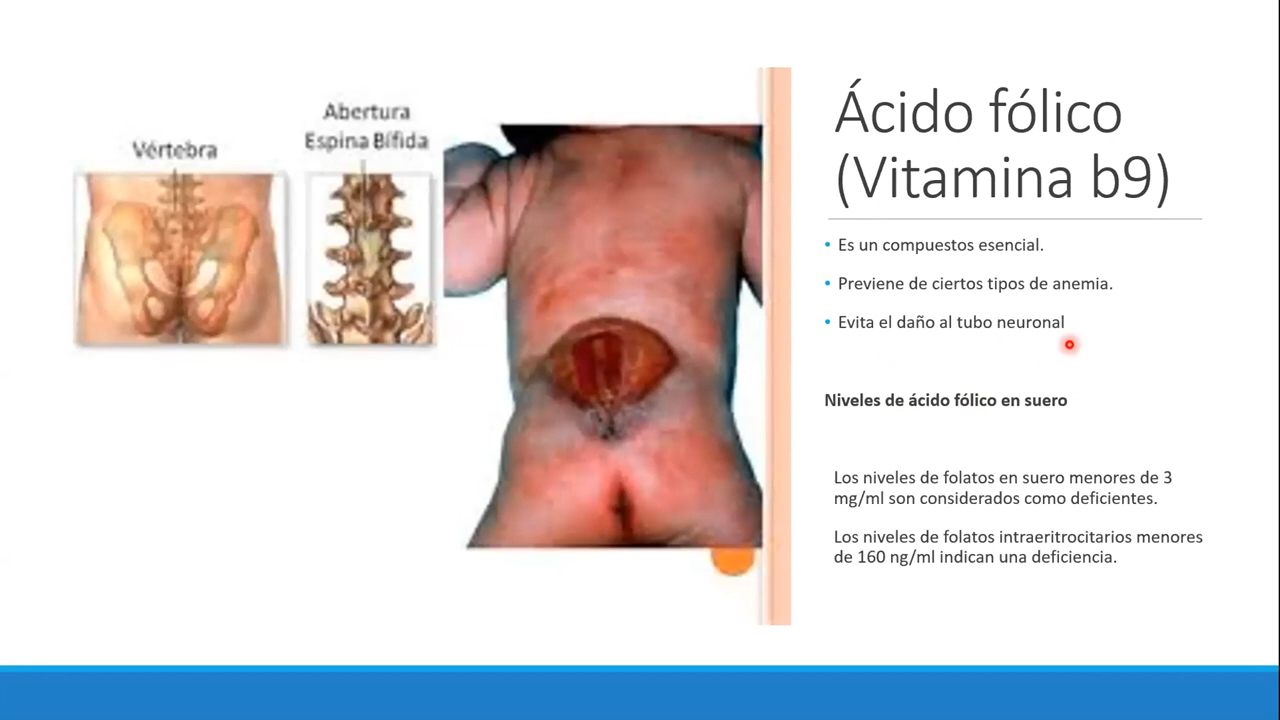 Vértebra
Abertura
Espina Bífida
Ácido fólico
(Vitamina b9)
• Es un compuestos esencial.
• Previene de ciertos tipos de anemia.
• Evita el daño al tubo neuronal
Niveles de ácido fólico en suero
Los niveles de folatos en suero menores de 3
mg/ml son considerados como deficientes.
Los niveles de folatos intraeritrocitarios menores
de 160 ng/ml indican una deficiencia.